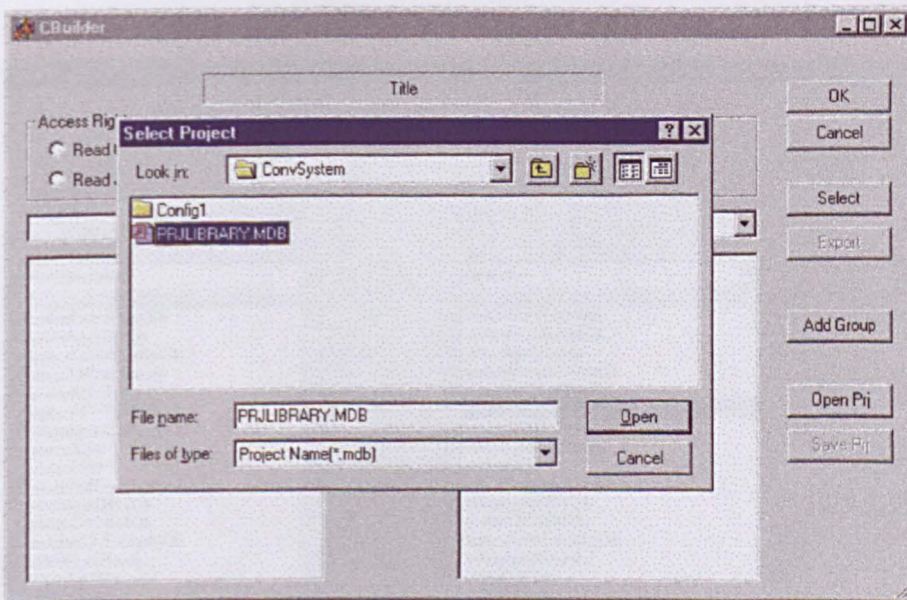 CBuilder
Title
OK
Cancel
Access Rig
Read
Read
Select
Export
Add Group
Open Prj
Save Prj
Select Project
Look in:
ConvSystem
Config1
PRJLIBRARY.MDB
File name:
PRJLIBRARY.MDB
Open
Files of type:
Project Name(*.mdb)
Cancel